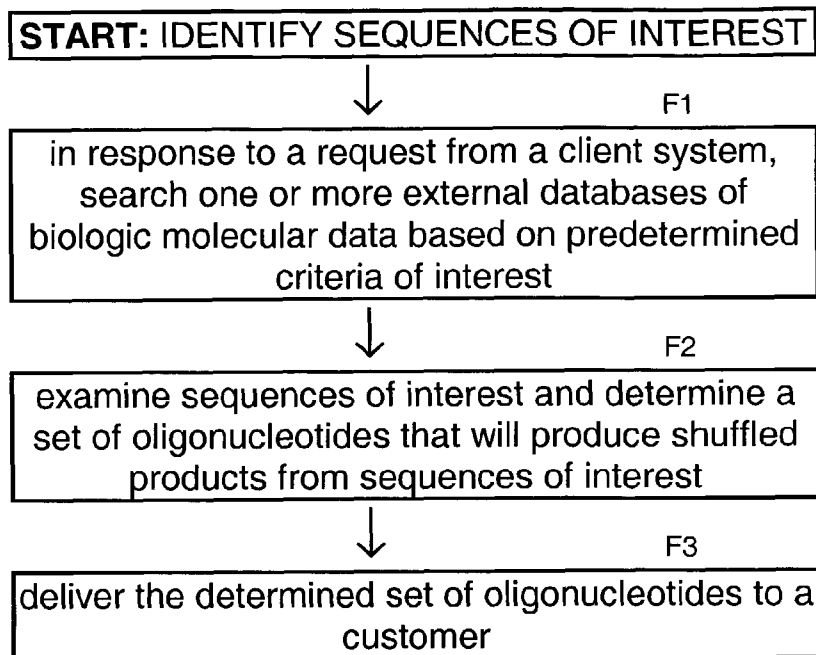 START: IDENTIFY SEQUENCES OF INTEREST
F1
in response to a request from a client system,
search one or more external databases of
biologic molecular data based on predetermined
criteria of interest
F2
examine sequences of interest and determine a
set of oligonucleotides that will produce shuffled
products from sequences of interest
F3
deliver the determined set of oligonucleotides to a
customer